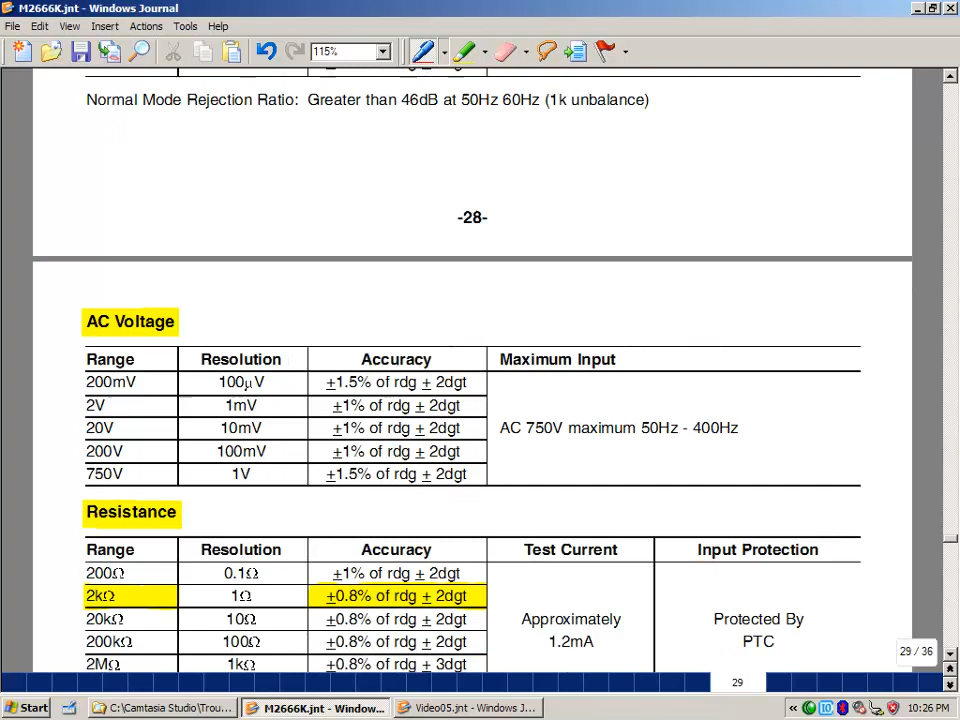 M2666K.jnt - Windows Journal
File Edit View Insert Actions Tools Help
115%
Normal Mode Rejection Ratio: Greater than 46dB at 50Hz 60Hz (1k unbalance)
-28-
AC Voltage
Range Resolution Accuracy Maximum Input
200mV 100μV ±1.5% of rdg ± 2dgt
2V 1mV ±1% of rdg ± 2dgt
20V 10mV ±1% of rdg ± 2dgt AC 750V maximum 50Hz - 400Hz
200V 100mV ±1% of rdg ± 2dgt
750V 1V ±1.5% of rdg ± 2dgt
Resistance
Range Resolution Accuracy Test Current Input Protection
200Ω 0.1Ω ±1% of rdg ± 2dgt
2kΩ 1Ω ±0.8% of rdg ± 2dgt
20kΩ 10Ω ±0.8% of rdg ± 2dgt Approximately Protected By
200kΩ 100Ω ±0.8% of rdg ± 2dgt 1.2mA PTC
2MΩ 1kΩ ±0.8% of rdg ± 3dgt
29 / 36
29
Start C:\Camtasia Studio\Trou... M2666K.jnt - Window... Video05.jnt - Windows J... « 10:26 PM